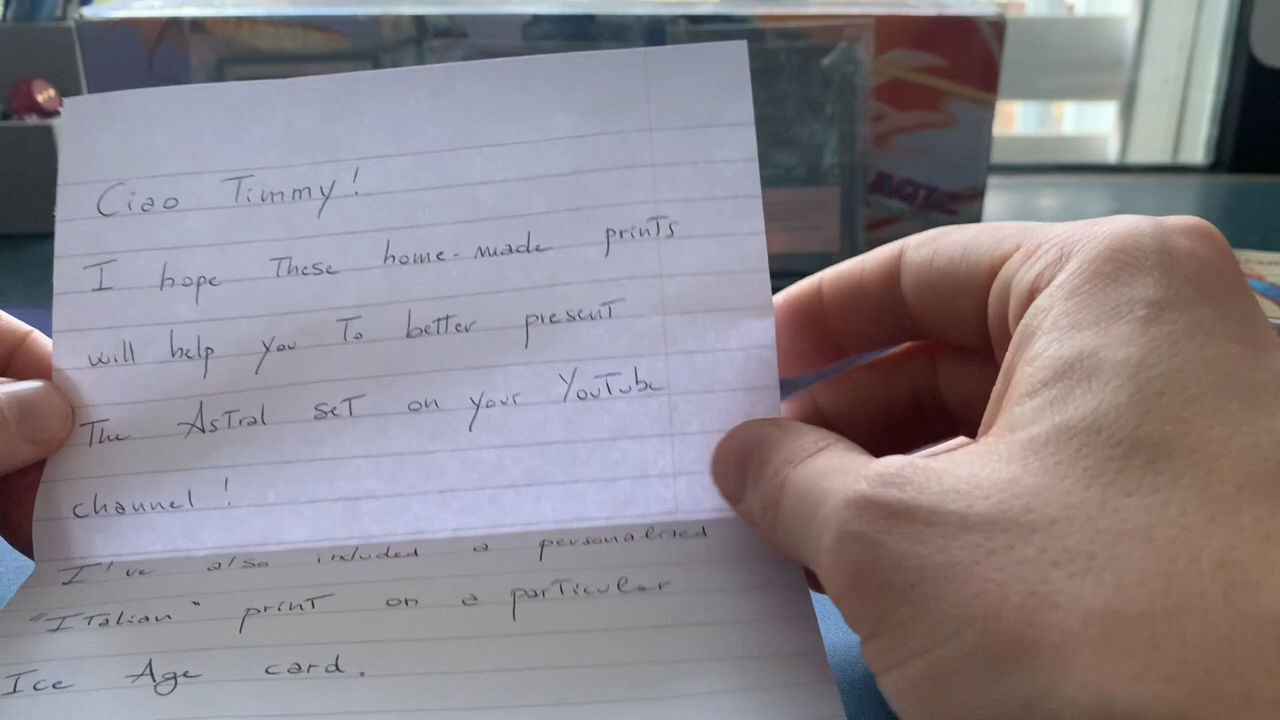 Ciao Timmy!
I hope These home-made prints
will help you To better present
The Astral set on your YouTube
channel!
I've also included a personalized
"Italian" print on a particular
Ice Age card.